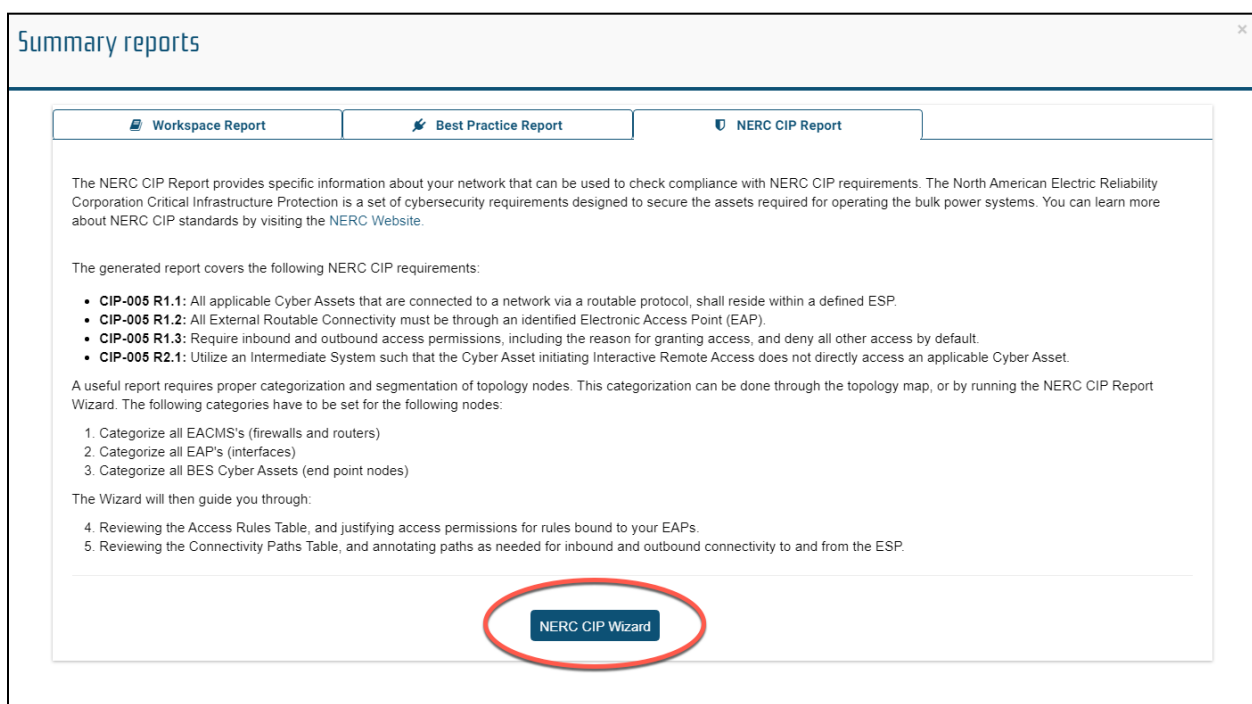 Summary reports
×
Workspace Report
Best Practice Report
NERC CIP Report
The NERC CIP Report provides specific information about your network that can be used to check compliance with NERC CIP requirements. The North American Electric Reliability
Corporation Critical Infrastructure Protection is a set of cybersecurity requirements designed to secure the assets required for operating the bulk power systems. You can learn more
about NERC CIP standards by visiting the NERC Website.
The generated report covers the following NERC CIP requirements:
• CIP-005 R1.1: All applicable Cyber Assets that are connected to a network via a routable protocol, shall reside within a defined ESP.
• CIP-005 R1.2: All External Routable Connectivity must be through an identified Electronic Access Point (EAP).
• CIP-005 R1.3: Require inbound and outbound access permissions, including the reason for granting access, and deny all other access by default.
• CIP-005 R2.1: Utilize an Intermediate System such that the Cyber Asset initiating Interactive Remote Access does not directly access an applicable Cyber Asset.
A useful report requires proper categorization and segmentation of topology nodes. This categorization can be done through the topology map, or by running the NERC CIP Report
Wizard. The following categories have to be set for the following nodes:
1. Categorize all EACMS's (firewalls and routers)
2. Categorize all EAP's (interfaces)
3. Categorize all BES Cyber Assets (end point nodes)
The Wizard will then guide you through:
4. Reviewing the Access Rules Table, and justifying access permissions for rules bound to your EAPs.
5. Reviewing the Connectivity Paths Table, and annotating paths as needed for inbound and outbound connectivity to and from the ESP.
NERC CIP Wizard